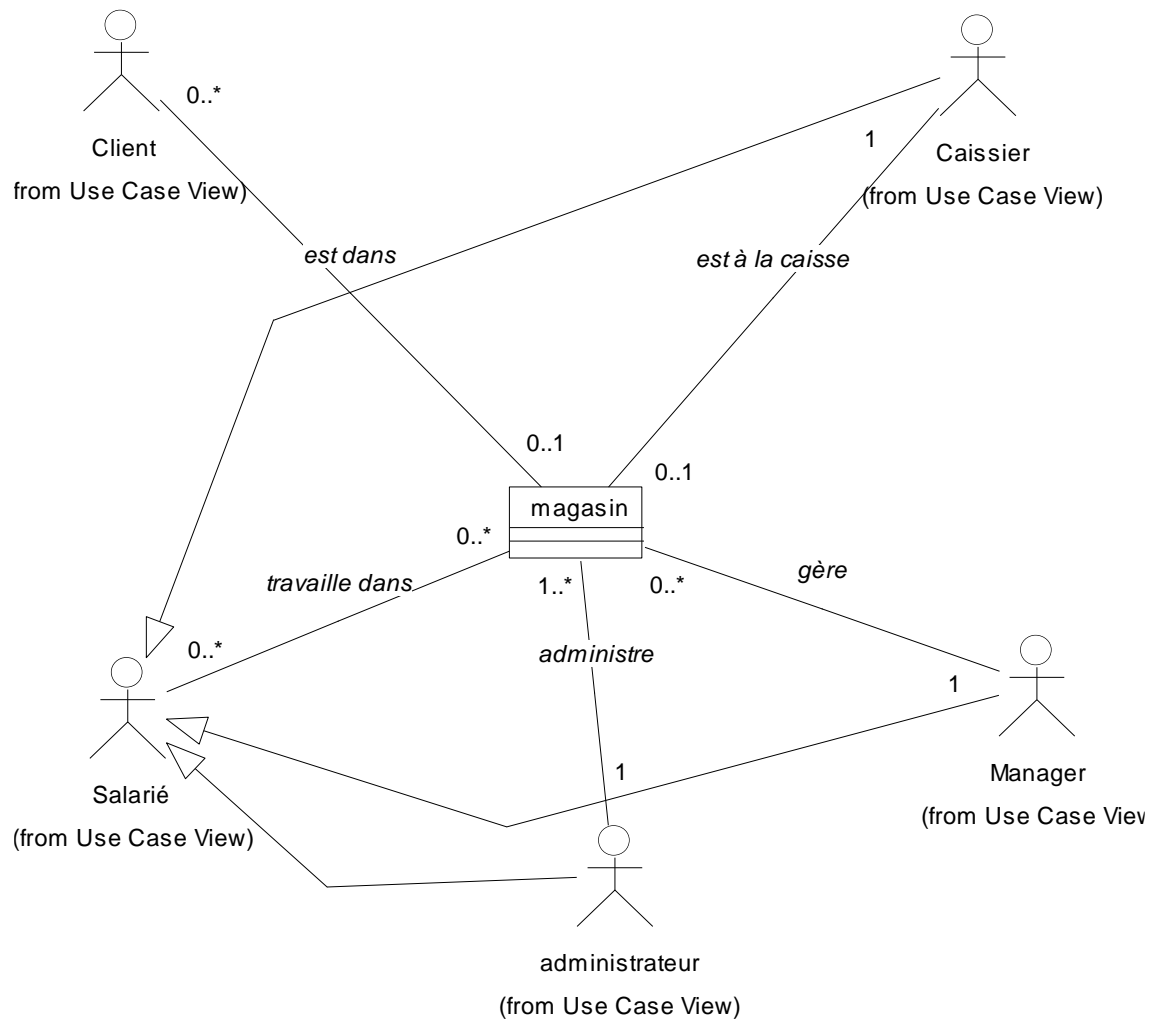 0..*
Client
(from Use Case View)
1
Caissier
(from Use Case View)
est dans
est à la caisse
0..1
0..1
magasin
0..*
travaille dans
1..*
0..*
gère
0..*
administre
1
1
Salarié
(from Use Case View)
Manager
(from Use Case View
administrateur
(from Use Case View)